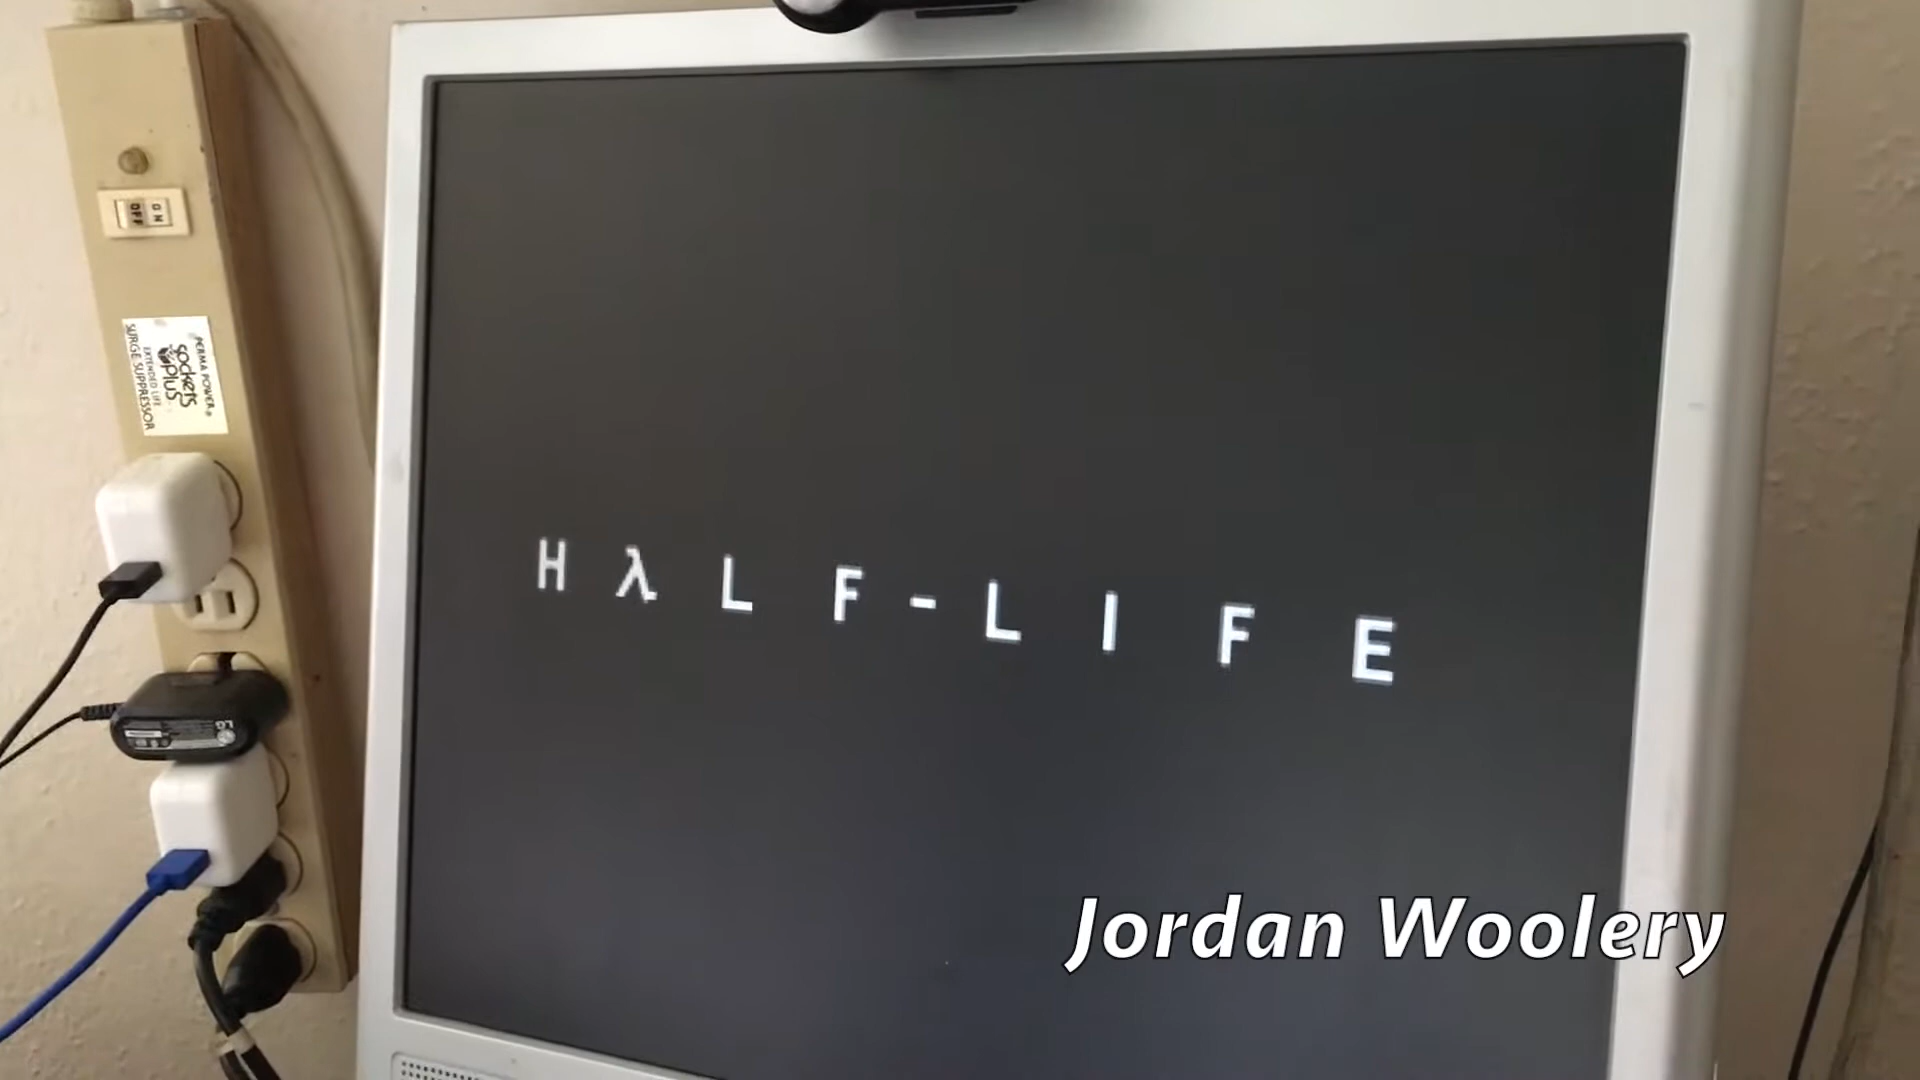 ON
OFF
PERMA POWER®
sockets
plus
EXTENDED LIFE
SURGE SUPPRESSOR
LG
HλLF-LIFE
Jordan Woolery